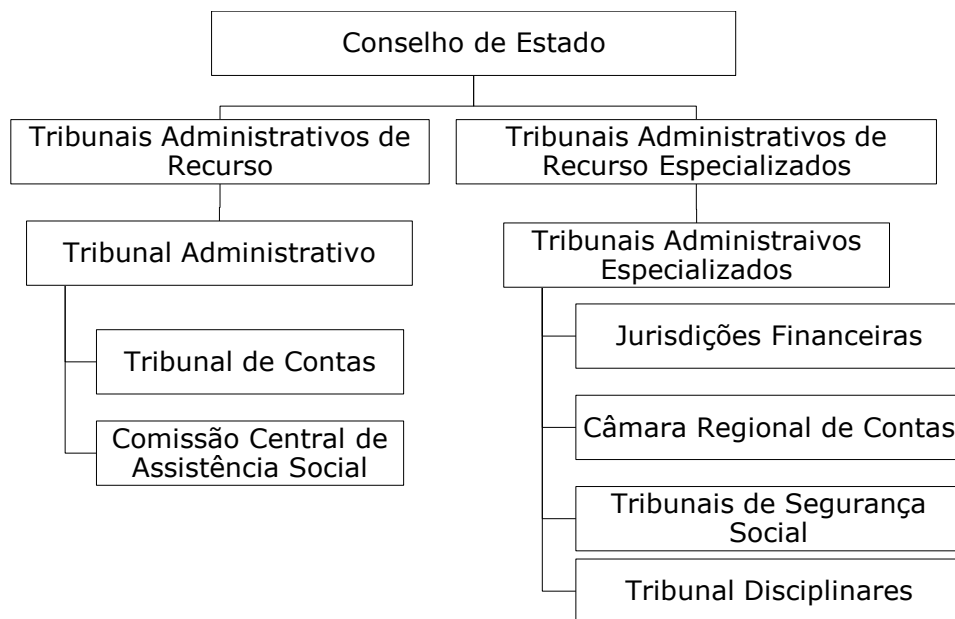 Conselho de Estado
Tribunais Administrativos de
Recurso
Tribunais Administrativos de
Recurso Especializados
Tribunal Administrativo
Tribunais Administraivos
Especializados
Tribunal de Contas
Comissão Central de
Assistência Social
Jurisdições Financeiras
Câmara Regional de Contas
Tribunais de Segurança
Social
Tribunal Disciplinares